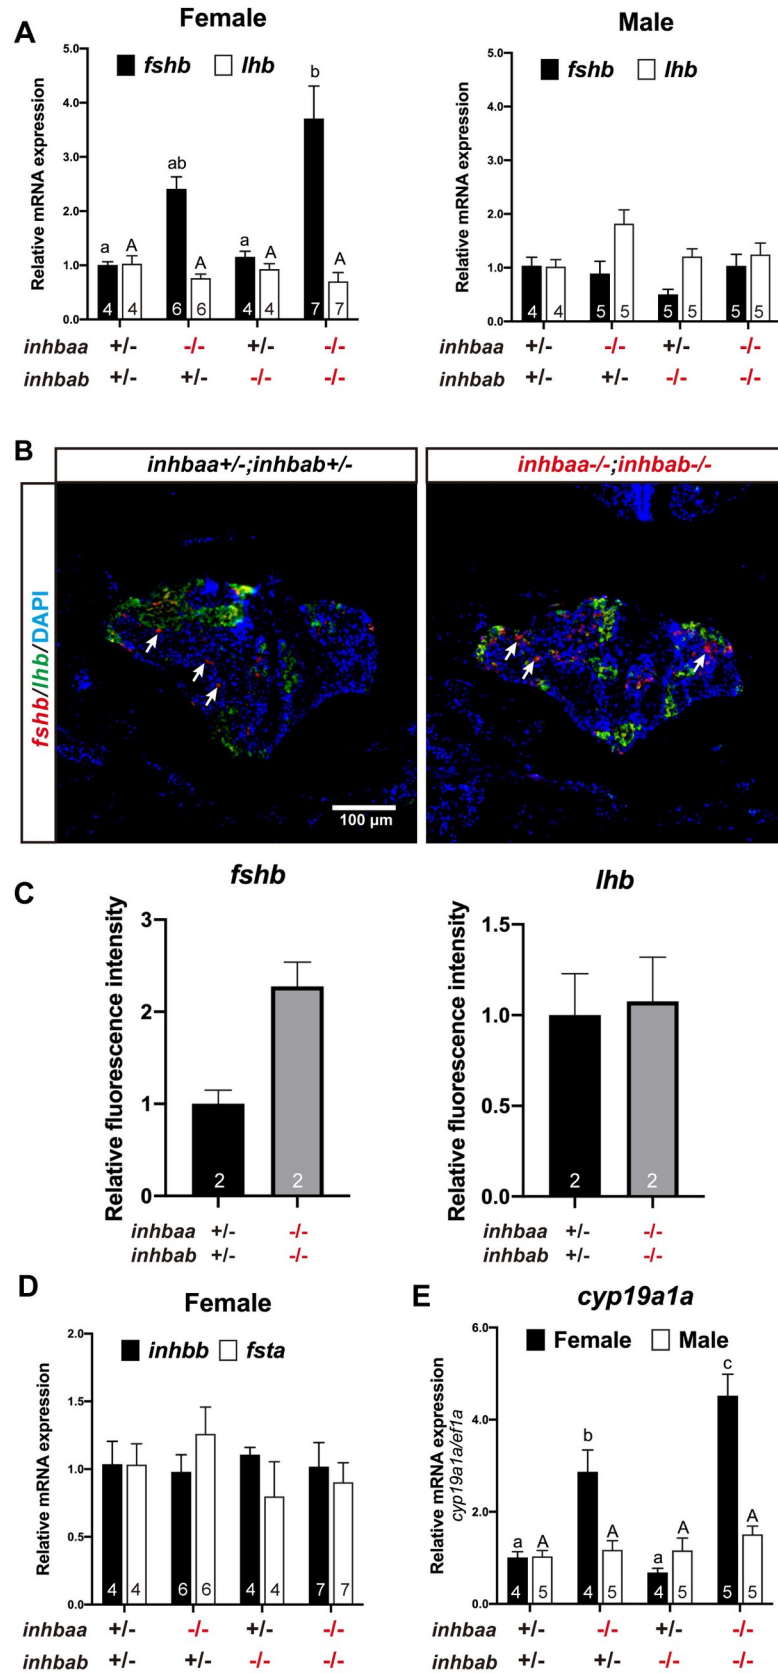 A
Female
Male
fshb lhb
fshb lhb
Relative mRNA expression
5.0
4.0
3.0
2.0
1.0
0.0
a A ab A a A b A
4 4 6 6 4 4 7 7
inhbaa +/- -/- +/- -/-
inhbab +/- +/- -/- -/-
Relative mRNA expression
5.0
4.0
3.0
2.0
1.0
0.0
4 4 5 5 5 5 5 5
inhbaa +/- -/- +/- -/-
inhbab +/- +/- -/- -/-
B
inhbaa+/-;inhbab+/-
inhbaa-/-;inhbab-/-
fshb/lhb/DAPI
100 µm
C
fshb
lhb
Relative fluorescence intensity
3
2
1
0
2 2
inhbaa +/- -/-
inhbab +/- -/-
Relative fluorescence intensity
1.5
1.0
0.5
0.0
2 2
inhbaa +/- -/-
inhbab +/- -/-
D
Female
inhbb fsta
Relative mRNA expression
2.0
1.5
1.0
0.5
0.0
4 4 6 6 4 4 7 7
inhbaa +/- -/- +/- -/-
inhbab +/- +/- -/- -/-
E
cyp19a1a
Female Male
Relative mRNA expression
cyp19a1a/ef1a
6.0
4.0
2.0
0.0
a A b A a A c A
4 5 4 5 4 5 5 5
inhbaa +/- -/- +/- -/-
inhbab +/- +/- -/- -/-